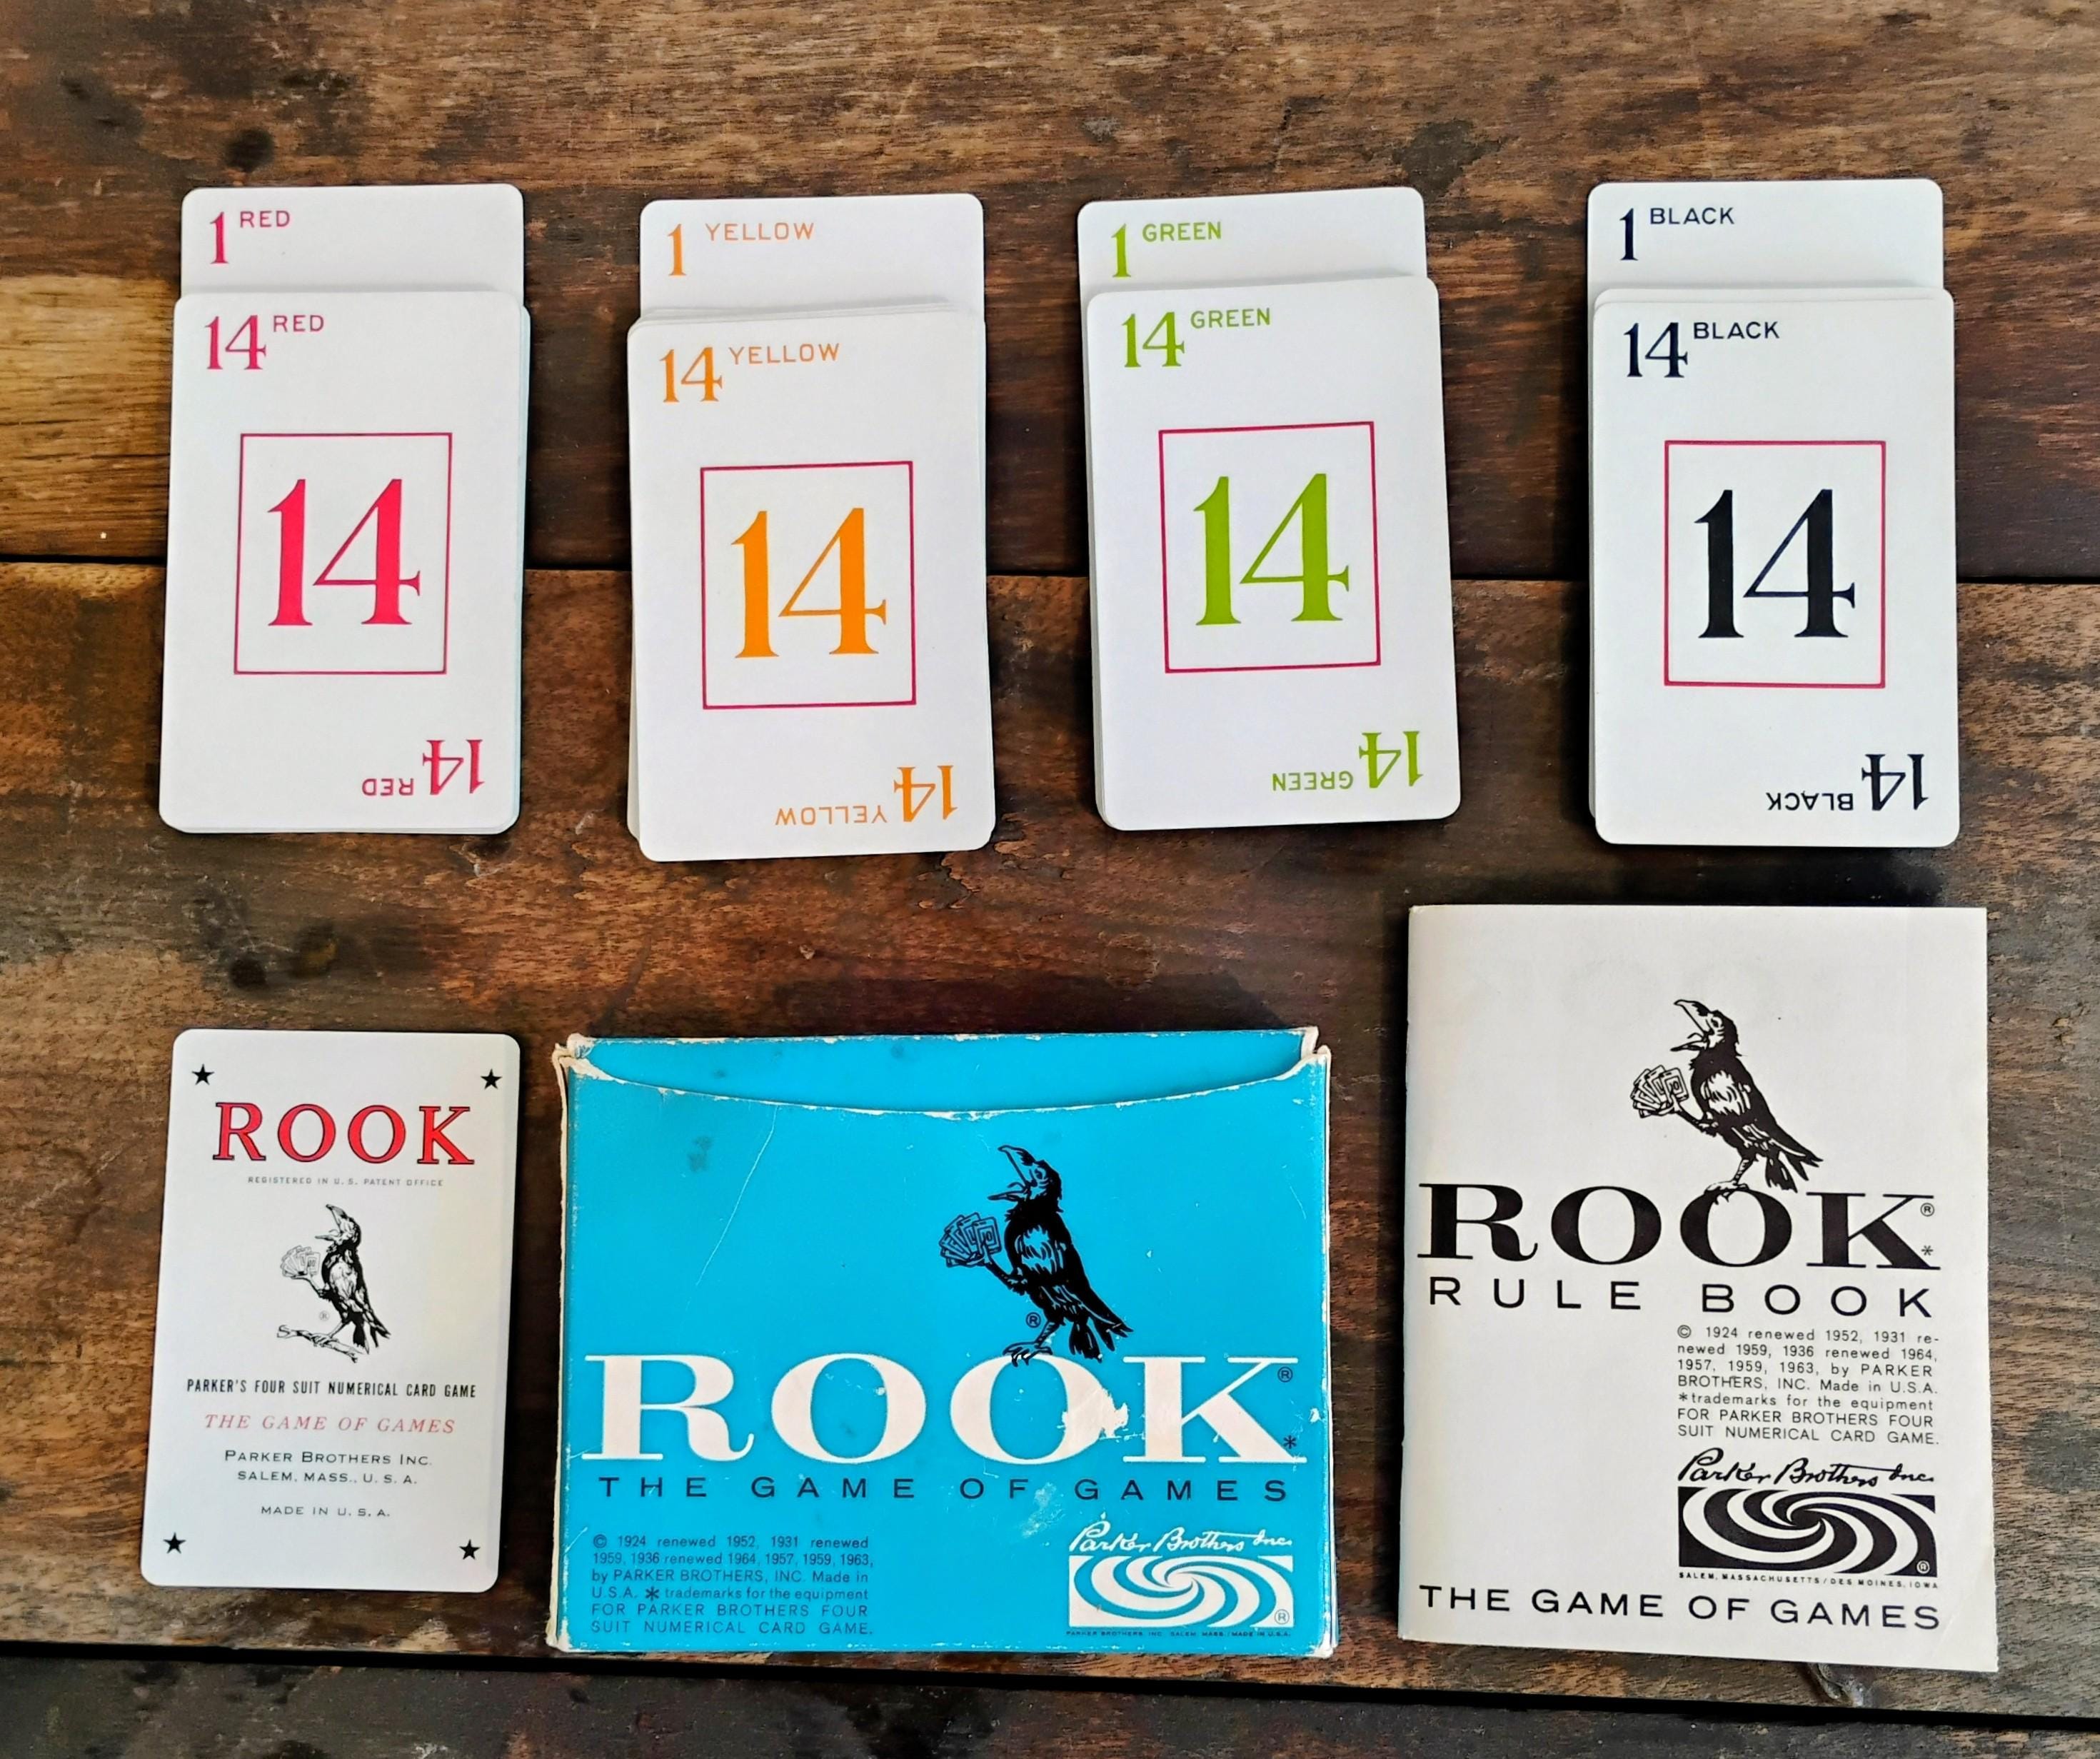 1 RED
14 RED
14
14 RED
1 YELLOW
14 YELLOW
14
14 YELLOW
1 GREEN
14 GREEN
14
14 GREEN
1 BLACK
14 BLACK
14
14 BLACK
ROOK
REGISTERED IN U.S. PATENT OFFICE
®
PARKER'S FOUR SUIT NUMERICAL CARD GAME
THE GAME OF GAMES
PARKER BROTHERS INC.
SALEM, MASS., U. S. A.
MADE IN U. S. A.
®
ROOK®*
THE GAME OF GAMES
© 1924 renewed 1952, 1931 renewed
1959, 1936 renewed 1964, 1957, 1959, 1963,
by PARKER BROTHERS, INC. Made in
U.S.A. * trademarks for the equipment
FOR PARKER BROTHERS FOUR
SUIT NUMERICAL CARD GAME.
Parker Brothers Inc.
®
PARKER BROTHERS, INC. SALEM, MASS. / MADE IN U.S.A.
ROOK®*
RULE BOOK
© 1924 renewed 1952, 1931 re-
newed 1959, 1936 renewed 1964,
1957, 1959, 1963, by PARKER
BROTHERS, INC. Made in U.S.A.
*trademarks for the equipment
FOR PARKER BROTHERS FOUR
SUIT NUMERICAL CARD GAME.
Parker Brothers Inc.
®
SALEM, MASSACHUSETTS / DES MOINES, IOWA
THE GAME OF GAMES